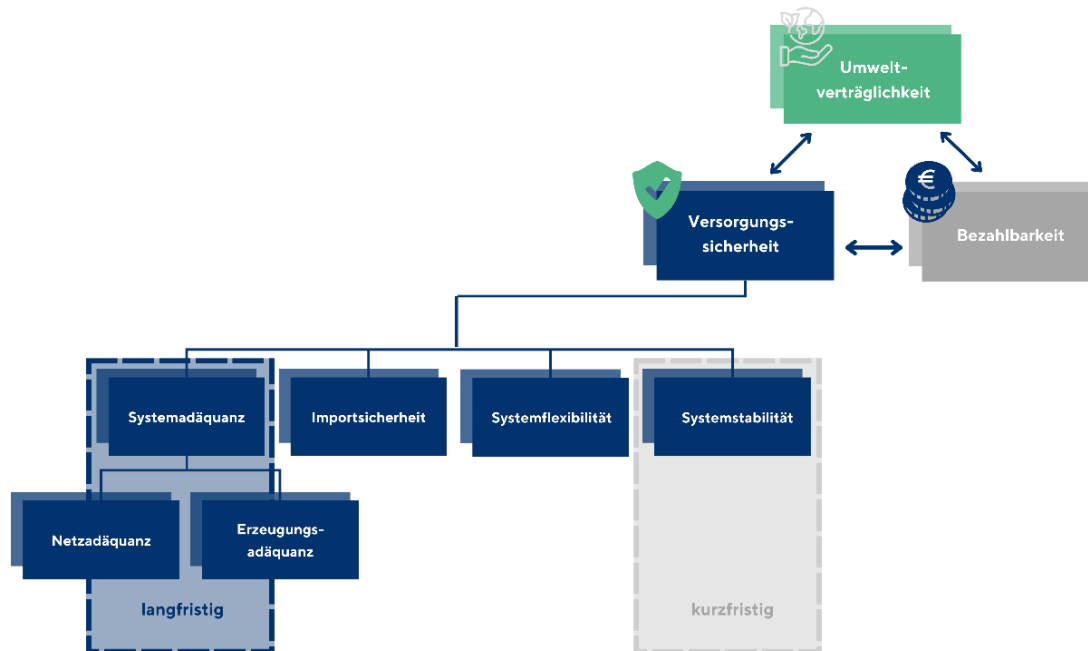 Umwelt-
verträglichkeit
Versorgungs-
sicherheit
€
Bezahlbarkeit
Systemadäquanz
Importsicherheit
Systemflexibilität
Systemstabilität
Netzadäquanz
Erzeugungs-
adäquanz
langfristig
kurzfristig